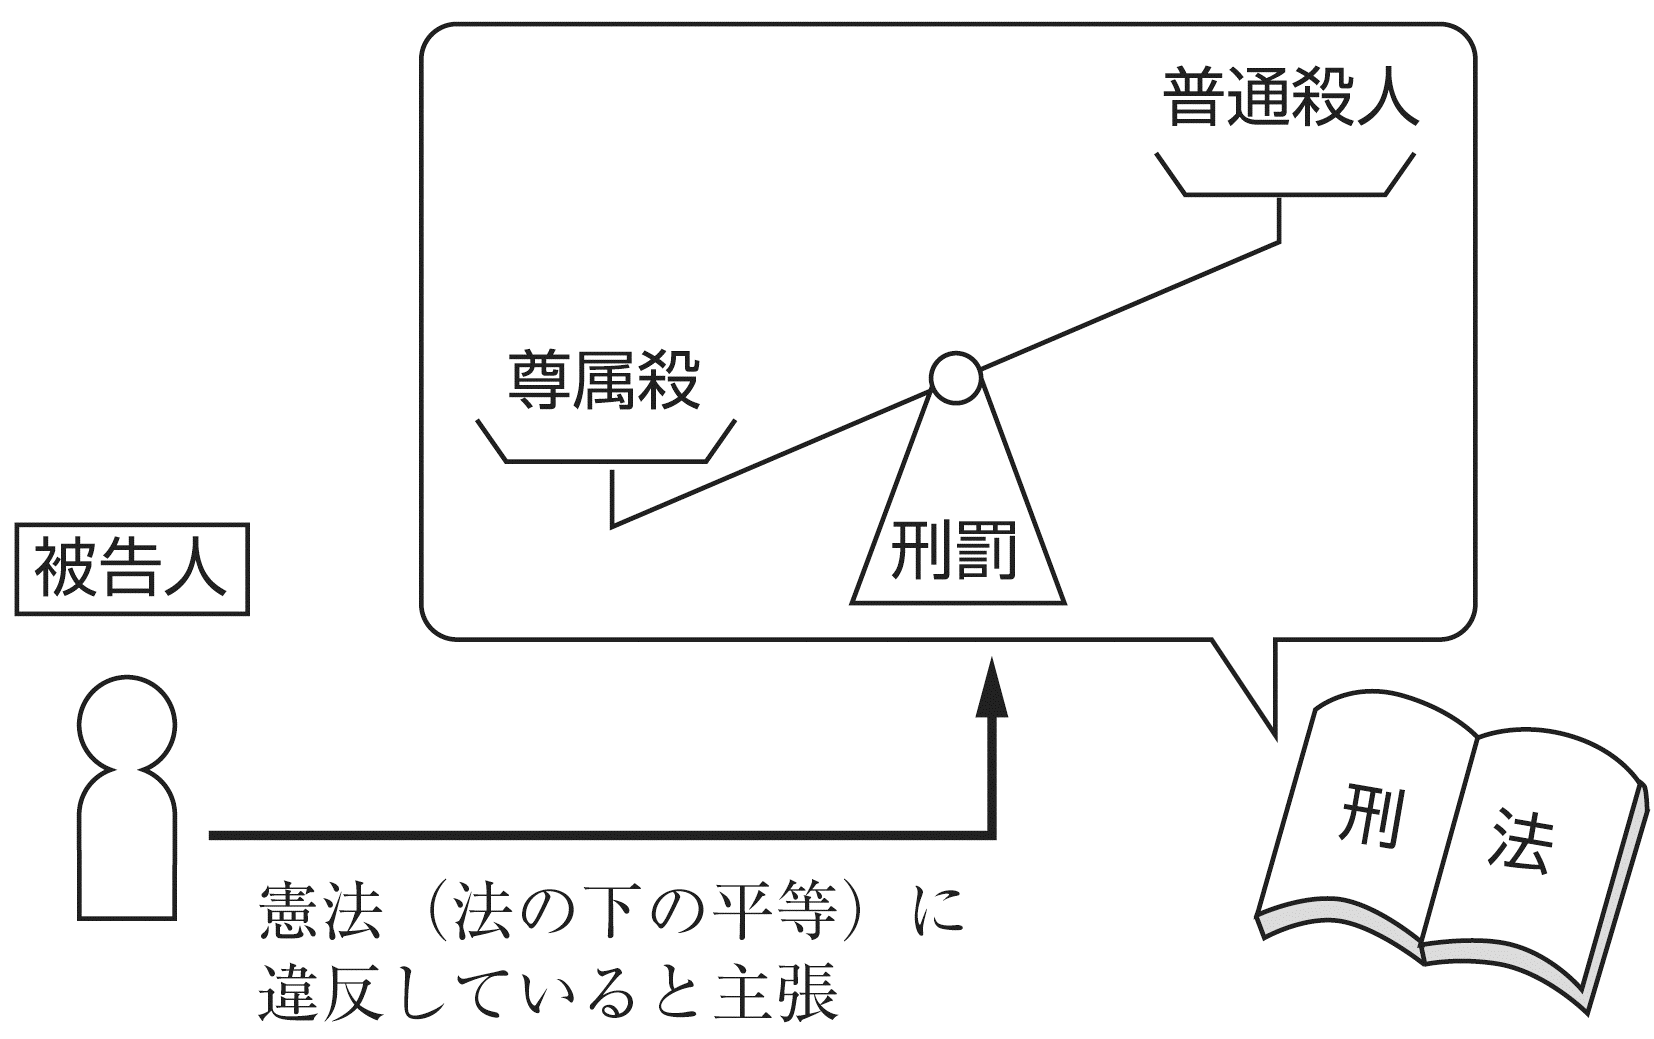 普通殺人
尊属殺
刑罰
被告人
刑法
憲法（法の下の平等）に
違反していると主張